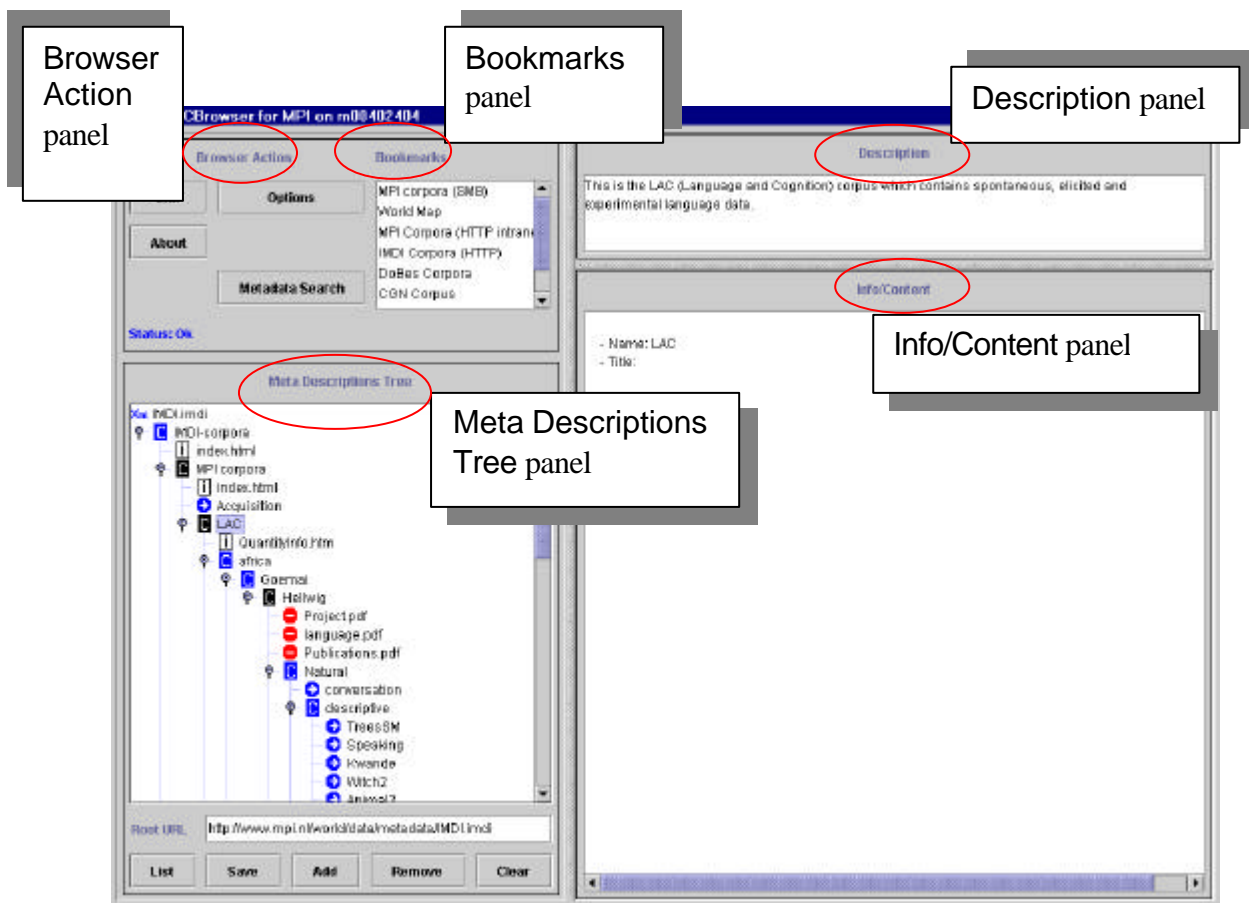 Browser
Action
panel
Bookmarks
panel
Description panel
CBrowser for MPI on m00402404
Browser Action
Bookmarks
Description
Options
About
Metadata Search
MPI corpora (SMB)
World Map
MPI Corpora (HTTP intran
IMDI Corpora (HTTP)
DoBes Corpora
CGN Corpus
Status: Ok
This is the LAC (Language and Cognition) corpus which contains spontaneous, elicited and
experimental language data.
Info/Content
Info/Content panel
- Name: LAC
- Title:
Meta Descriptions Tree
Meta Descriptions
Tree panel
IMDI.imdi
C IMDI-corpora
i index.html
C MPI corpora
i index.html
Acquisition
C LAC
i QuantityInfo.htm
C africa
C Goemai
C Hellwig
Project.pdf
language.pdf
Publications.pdf
C Natural
conversation
C descriptive
TreesSM
Speaking
Kwande
Witch2
Animal2
Root URL http://www.mpi.nl/world/data/metadata/IMDI.imdi
List Save Add Remove Clear